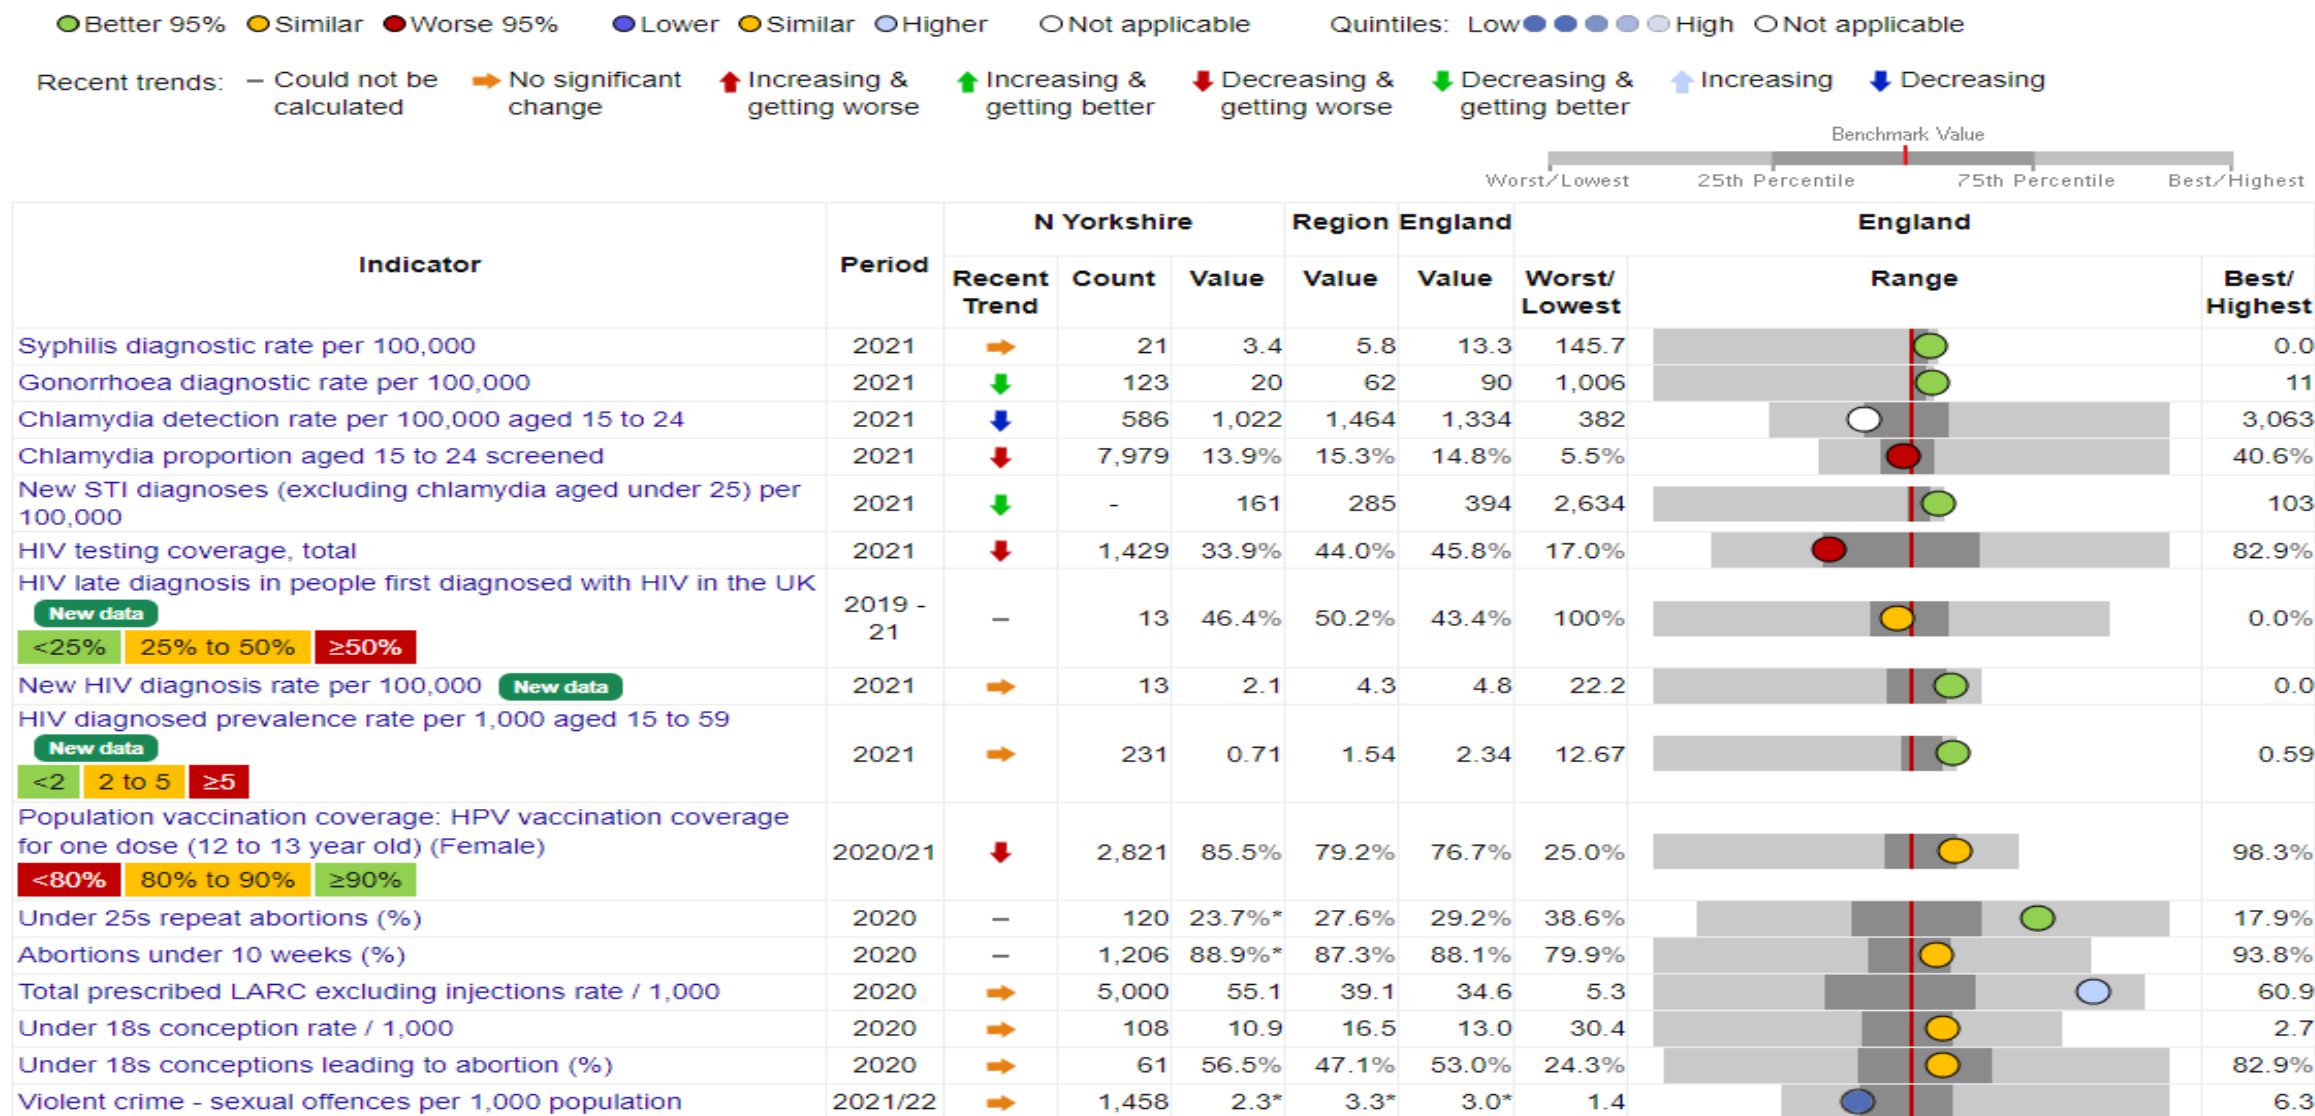 Better 95% Similar Worse 95% Lower Similar Higher Not applicable Quintiles: Low High Not applicable
Recent trends: – Could not be calculated No significant change Increasing & getting worse Increasing & getting better Decreasing & getting worse Decreasing & getting better Increasing Decreasing
Benchmark Value
Worst/Lowest 25th Percentile 75th Percentile Best/Highest
N Yorkshire Region England England
Indicator Period Recent Trend Count Value Value Value Worst/ Lowest Range Best/ Highest
Syphilis diagnostic rate per 100,000 2021 21 3.4 5.8 13.3 145.7 0.0
Gonorrhoea diagnostic rate per 100,000 2021 123 20 62 90 1,006 11
Chlamydia detection rate per 100,000 aged 15 to 24 2021 586 1,022 1,464 1,334 382 3,063
Chlamydia proportion aged 15 to 24 screened 2021 7,979 13.9% 15.3% 14.8% 5.5% 40.6%
New STI diagnoses (excluding chlamydia aged under 25) per
100,000 2021 - 161 285 394 2,634 103
HIV testing coverage, total 2021 1,429 33.9% 44.0% 45.8% 17.0% 82.9%
HIV late diagnosis in people first diagnosed with HIV in the UK
New data 2019 - 21 – 13 46.4% 50.2% 43.4% 100% 0.0%
<25% 25% to 50% ≥50%
New HIV diagnosis rate per 100,000 New data 2021 13 2.1 4.3 4.8 22.2 0.0
HIV diagnosed prevalence rate per 1,000 aged 15 to 59
New data 2021 231 0.71 1.54 2.34 12.67 0.59
<2 2 to 5 ≥5
Population vaccination coverage: HPV vaccination coverage
for one dose (12 to 13 year old) (Female) 2020/21 2,821 85.5% 79.2% 76.7% 25.0% 98.3%
<80% 80% to 90% ≥90%
Under 25s repeat abortions (%) 2020 – 120 23.7%* 27.6% 29.2% 38.6% 17.9%
Abortions under 10 weeks (%) 2020 – 1,206 88.9%* 87.3% 88.1% 79.9% 93.8%
Total prescribed LARC excluding injections rate / 1,000 2020 5,000 55.1 39.1 34.6 5.3 60.9
Under 18s conception rate / 1,000 2020 108 10.9 16.5 13.0 30.4 2.7
Under 18s conceptions leading to abortion (%) 2020 61 56.5% 47.1% 53.0% 24.3% 82.9%
Violent crime - sexual offences per 1,000 population 2021/22 1,458 2.3* 3.3* 3.0* 1.4 6.3